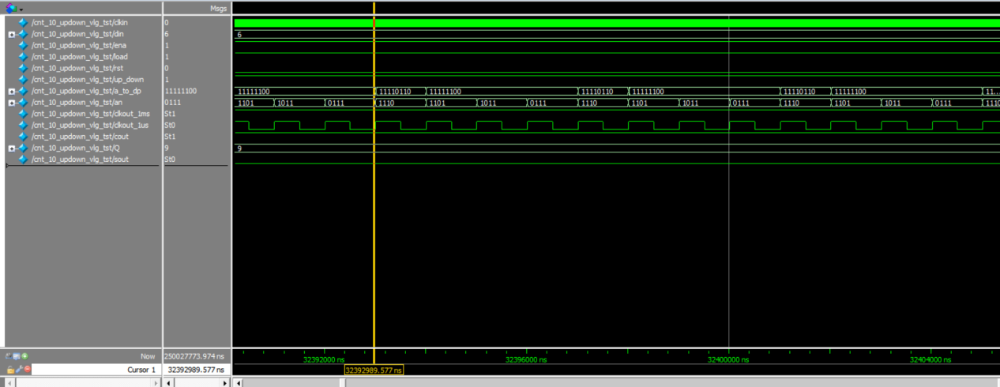 Msgs
/cnt_10_updown_vlg_tst/clkin 0
/cnt_10_updown_vlg_tst/din 6 6
/cnt_10_updown_vlg_tst/ena 1
/cnt_10_updown_vlg_tst/load 1
/cnt_10_updown_vlg_tst/rst 0
/cnt_10_updown_vlg_tst/up_down 1
/cnt_10_updown_vlg_tst/a_to_dp 11111100 11111100 11110110 11111100 11110110 11111100 11110110 11111100 11...
/cnt_10_updown_vlg_tst/an 0111 1101 1011 0111 1110 1101 1011 0111 1110 1101 1011 0111 1110 1101 1011 0111 1110
/cnt_10_updown_vlg_tst/clkout_1ms St1
/cnt_10_updown_vlg_tst/clkout_1us St0
/cnt_10_updown_vlg_tst/cout St1
/cnt_10_updown_vlg_tst/Q 9 9
/cnt_10_updown_vlg_tst/sout St0
Now 250027773.974 ns 32392000 ns 32396000 ns 32400000 ns 32404000 ns
Cursor 1 32392989.577 ns 32392989.577 ns